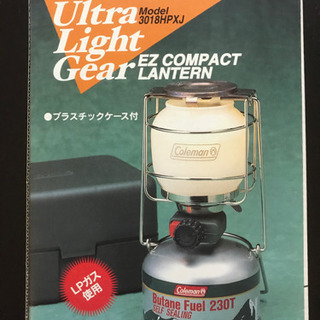 Ultra
Light
Gear
Model
3018HPXJ
EZ COMPACT
LANTERN
●プラスチックケース付
Coleman
LPガス
使用
Coleman
Butane Fuel 230T
SELF SEALING